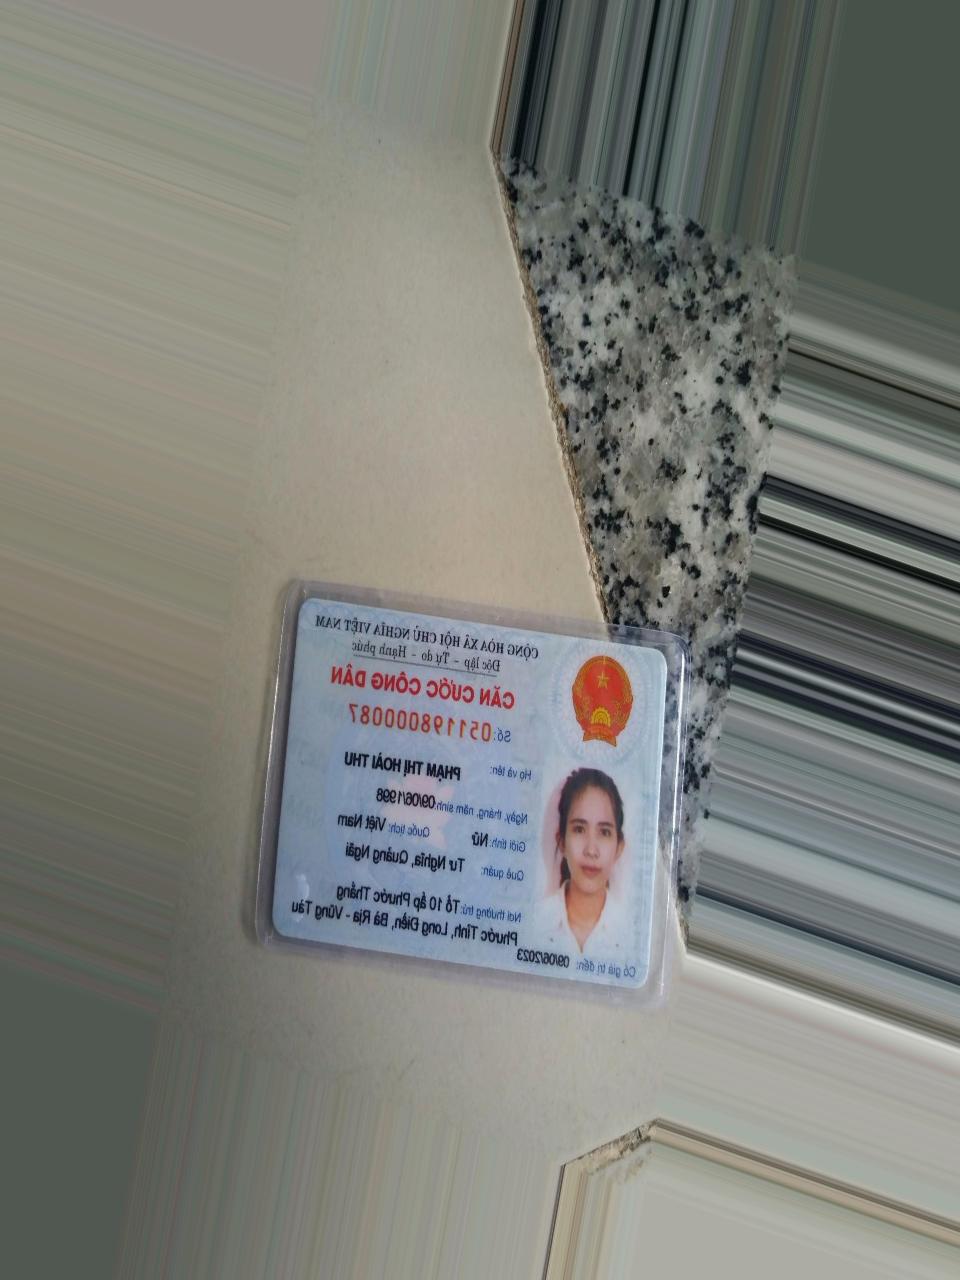 CỘNG HÒA XÃ HỘI CHỦ NGHĨA VIỆT NAM
Độc lập - Tự do - Hạnh phúc
CĂN CƯỚC CÔNG DÂN
Số: 051198000087
Họ và tên: PHẠM THỊ HOÀI THU
Ngày, tháng, năm sinh: 09/06/1998
Giới tính: Nữ Quốc tịch: Việt Nam
Quê quán: Tư Nghĩa, Quảng Ngãi
Nơi thường trú: Tổ 10 ấp Phước Thắng
Phước Tỉnh, Long Điền, Bà Rịa - Vũng Tàu
Có giá trị đến: 09/06/2023